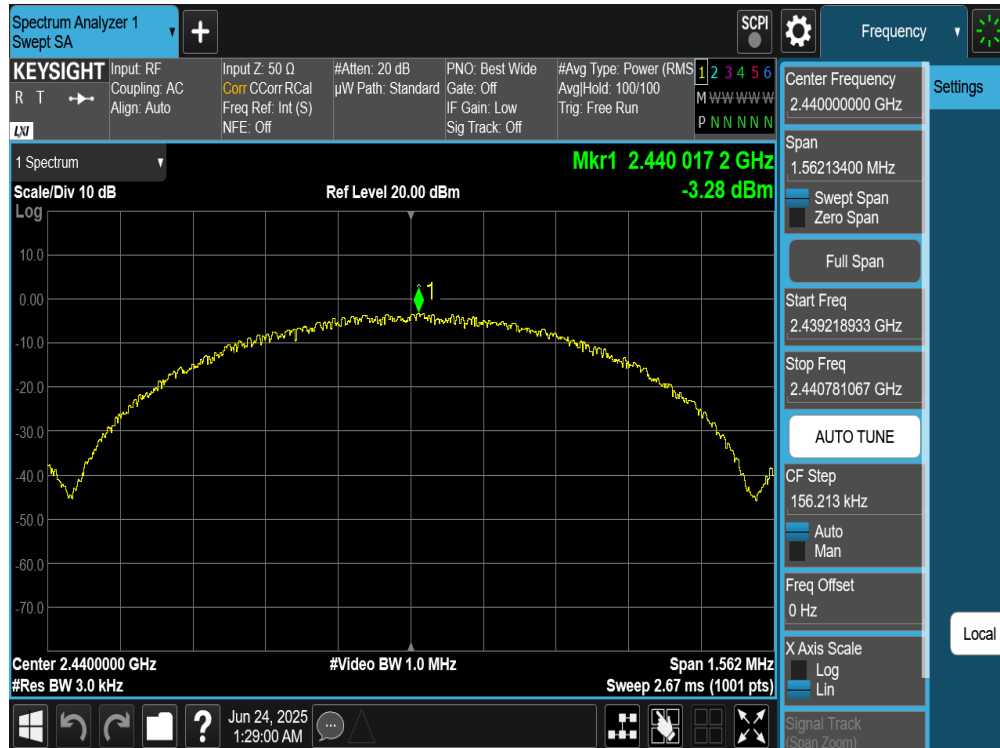 Spectrum Analyzer 1
Swept SA
+
SCPI
Frequency
KEYSIGHT
R T
LXI
Input: RF
Coupling: AC
Align: Auto
Input Z: 50 Ω
Corr CCorr RCal
Freq Ref: Int (S)
NFE: Off
#Atten: 20 dB
µW Path: Standard
PNO: Best Wide
Gate: Off
IF Gain: Low
Sig Track: Off
#Avg Type: Power (RMS
Avg|Hold: 100/100
Trig: Free Run
1 2 3 4 5 6
M W W W W W
P N N N N N
1 Spectrum
Mkr1 2.440 017 2 GHz
-3.28 dBm
Scale/Div 10 dB
Ref Level 20.00 dBm
Log
10.0
0.00
-10.0
-20.0
-30.0
-40.0
-50.0
-60.0
-70.0
1
Center 2.4400000 GHz
#Video BW 1.0 MHz
Span 1.562 MHz
#Res BW 3.0 kHz
Sweep 2.67 ms (1001 pts)
Center Frequency
2.440000000 GHz
Span
1.56213400 MHz
Swept Span
Zero Span
Full Span
Start Freq
2.439218933 GHz
Stop Freq
2.440781067 GHz
AUTO TUNE
CF Step
156.213 kHz
Auto
Man
Freq Offset
0 Hz
X Axis Scale
Log
Lin
Signal Track
(Span Zoom)
Settings
Local
?
Jun 24, 2025
1:29:00 AM